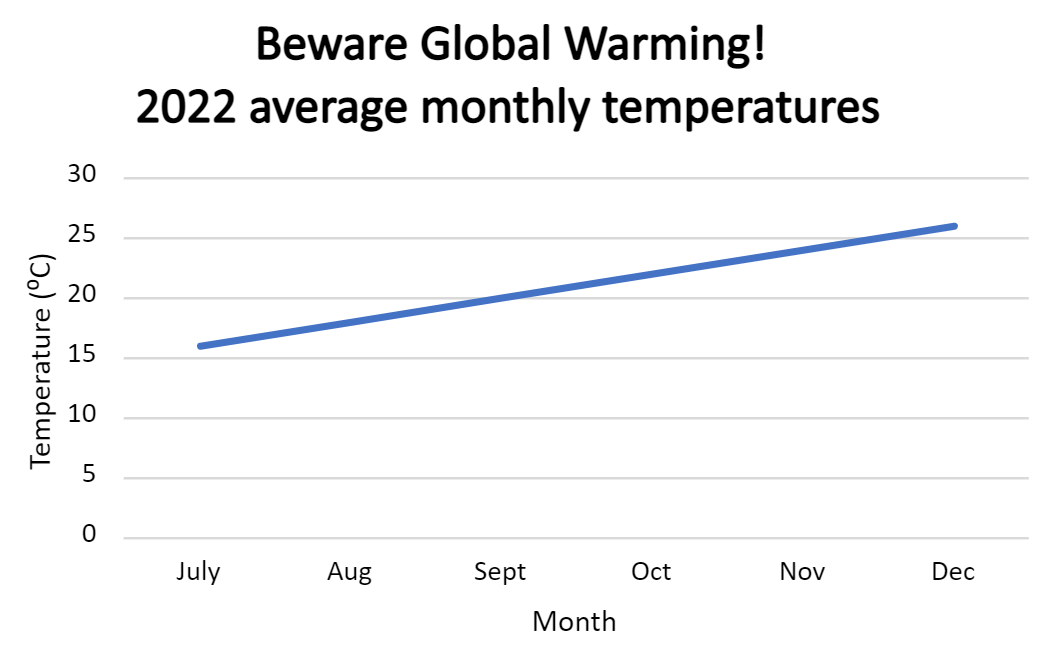 Beware Global Warming!
2022 average monthly temperatures
30
25
20
15
10
5
0
Temperature (⁰C)
July Aug Sept Oct Nov Dec
Month